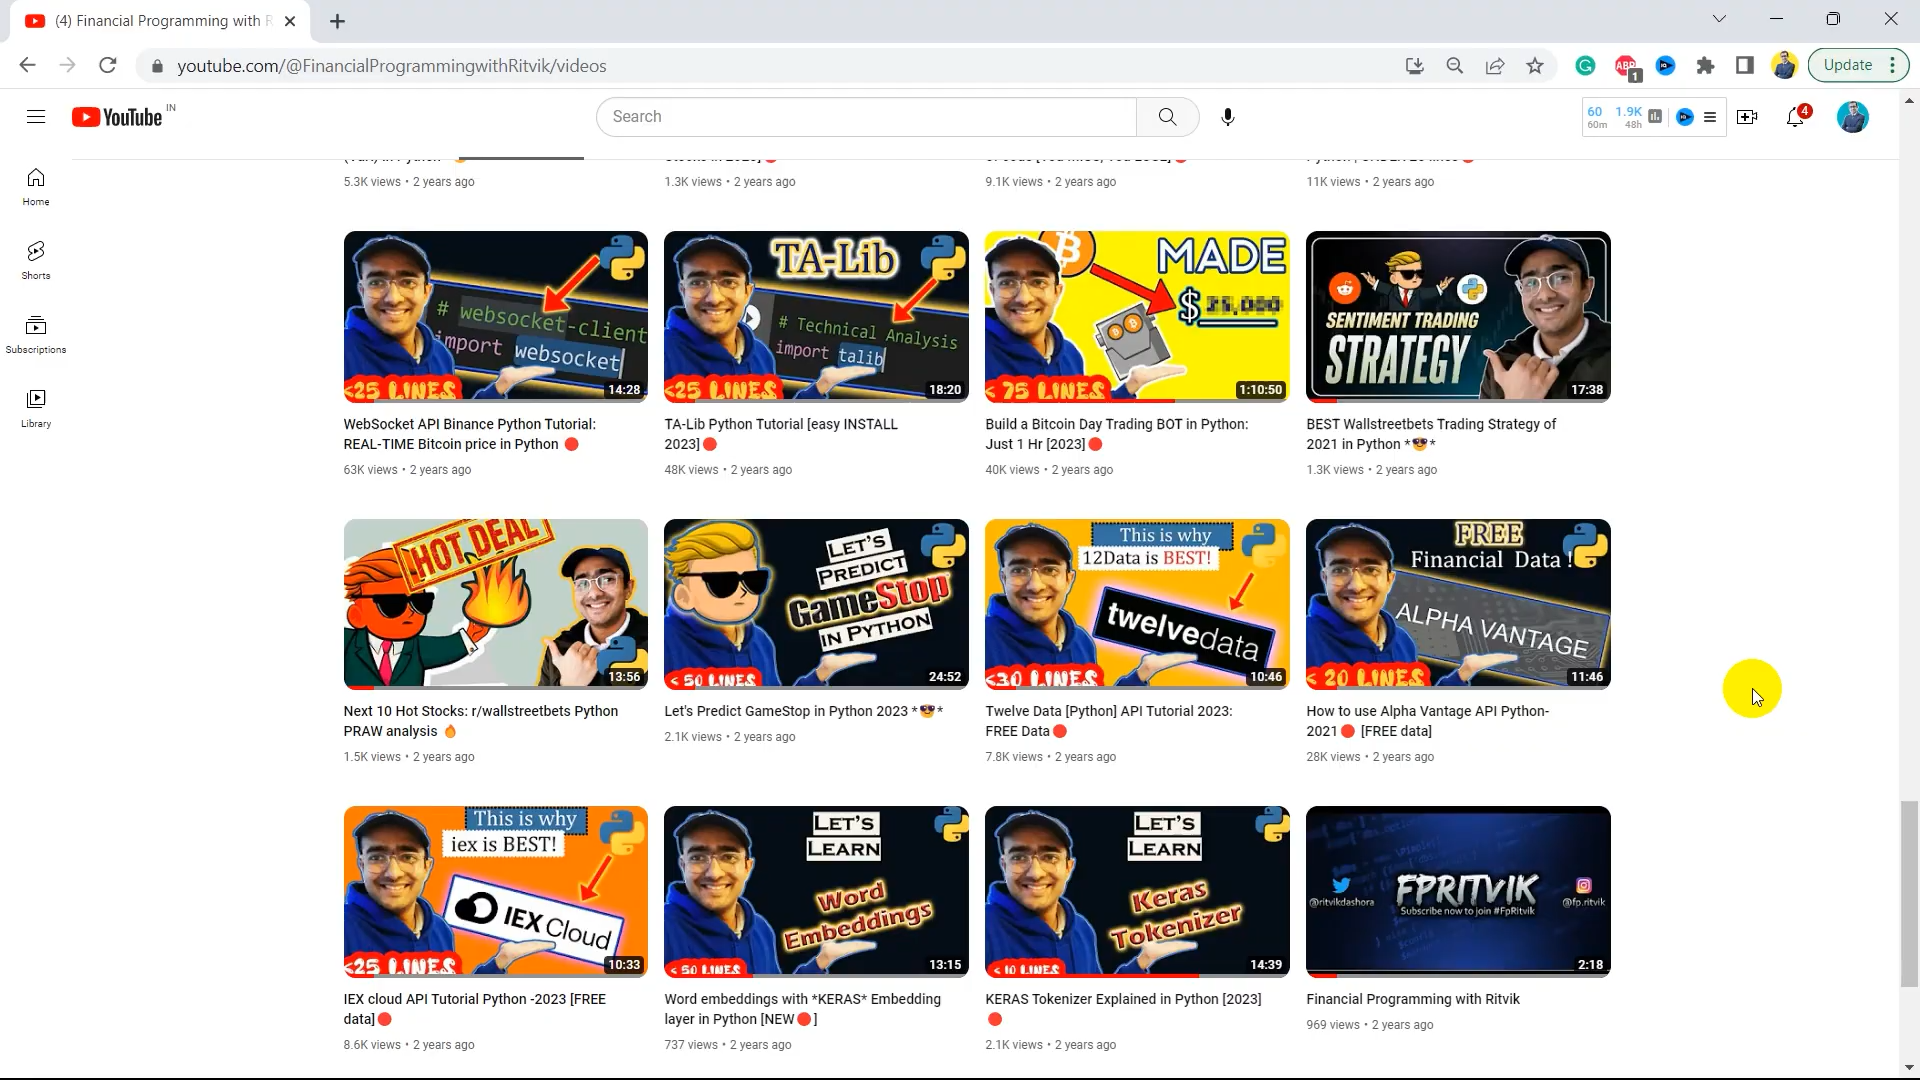 (4) Financial Programming with R
youtube.com/@FinancialProgrammingwithRitvik/videos
ABP
1
Update
YouTube
IN
Search
60
1.9K
60m
48h
4
Home
Shorts
Subscriptions
Library
5.3K views • 2 years ago
1.3K views • 2 years ago
9.1K views • 2 years ago
11K views • 2 years ago
# websocket-client
import websocket
<25 LINES
14:28
TA-Lib
# Technical Analysis
import talib
<25 LINES
18:20
MADE
$
< 75 LINES
1:10:50
SENTIMENT TRADING
STRATEGY
17:38
WebSocket API Binance Python Tutorial:
REAL-TIME Bitcoin price in Python 🔴
63K views • 2 years ago
TA-Lib Python Tutorial [easy INSTALL
2023]🔴
48K views • 2 years ago
Build a Bitcoin Day Trading BOT in Python:
Just 1 Hr [2023]🔴
40K views • 2 years ago
BEST Wallstreetbets Trading Strategy of
2021 in Python *😎*
1.3K views • 2 years ago
HOT DEAL
13:56
LET'S
PREDICT
GameStop
IN PYTHON
< 50 LINES
24:52
This is why
12Data is BEST!
twelvedata
<30 LINES
10:46
FREE
Financial Data !
ALPHA VANTAGE
< 20 LINES
11:46
Next 10 Hot Stocks: r/wallstreetbets Python
PRAW analysis 🔥
1.5K views • 2 years ago
Let's Predict GameStop in Python 2023 *😎*
2.1K views • 2 years ago
Twelve Data [Python] API Tutorial 2023:
FREE Data🔴
7.8K views • 2 years ago
How to use Alpha Vantage API Python-
2021🔴 [FREE data]
28K views • 2 years ago
This is why
iex is BEST!
IEX Cloud
<25 LINES
10:33
LET'S
LEARN
Word
Embeddings
< 50 LINES
13:15
LET'S
LEARN
Keras
Tokenizer
< 10 LINES
14:39
FPRITVIK
Subscribe now to join #FpRitvik
@ritvikdashora
@fp.ritvik
2:18
IEX cloud API Tutorial Python -2023 [FREE
data]🔴
8.6K views • 2 years ago
Word embeddings with *KERAS* Embedding
layer in Python [NEW🔴]
737 views • 2 years ago
KERAS Tokenizer Explained in Python [2023]
🔴
2.1K views • 2 years ago
Financial Programming with Ritvik
969 views • 2 years ago